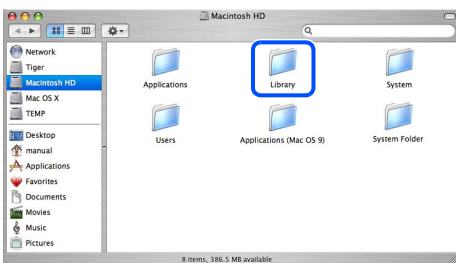 Macintosh HD
Network
Tiger
Macintosh HD
Mac OS X
TEMP
Desktop
manual
Applications
Favorites
Documents
Movies
Music
Pictures
Applications
Library
System
Users
Applications (Mac OS 9)
System Folder
8 items, 386.5 MB available